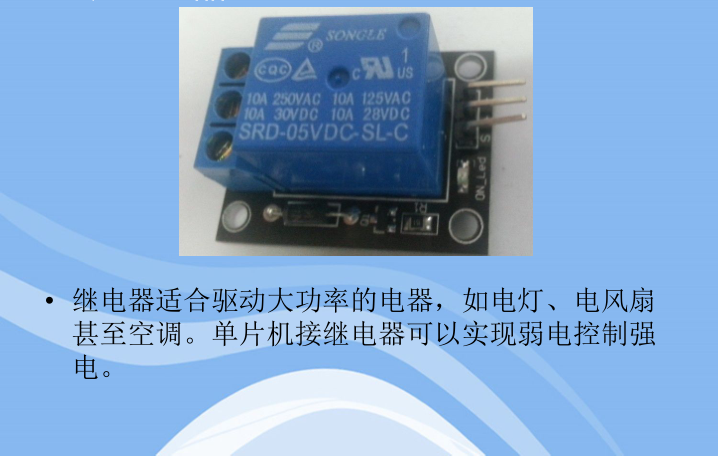 SONGLE
®
1
CQC
C US
10A 250VAC 10A 125VAC
10A 30VDC 10A 28VDC
SRD-05VDC-SL-C
S
R1
• 继电器适合驱动大功率的电器，如电灯、电风扇
甚至空调。单片机接继电器可以实现弱电控制强
电。